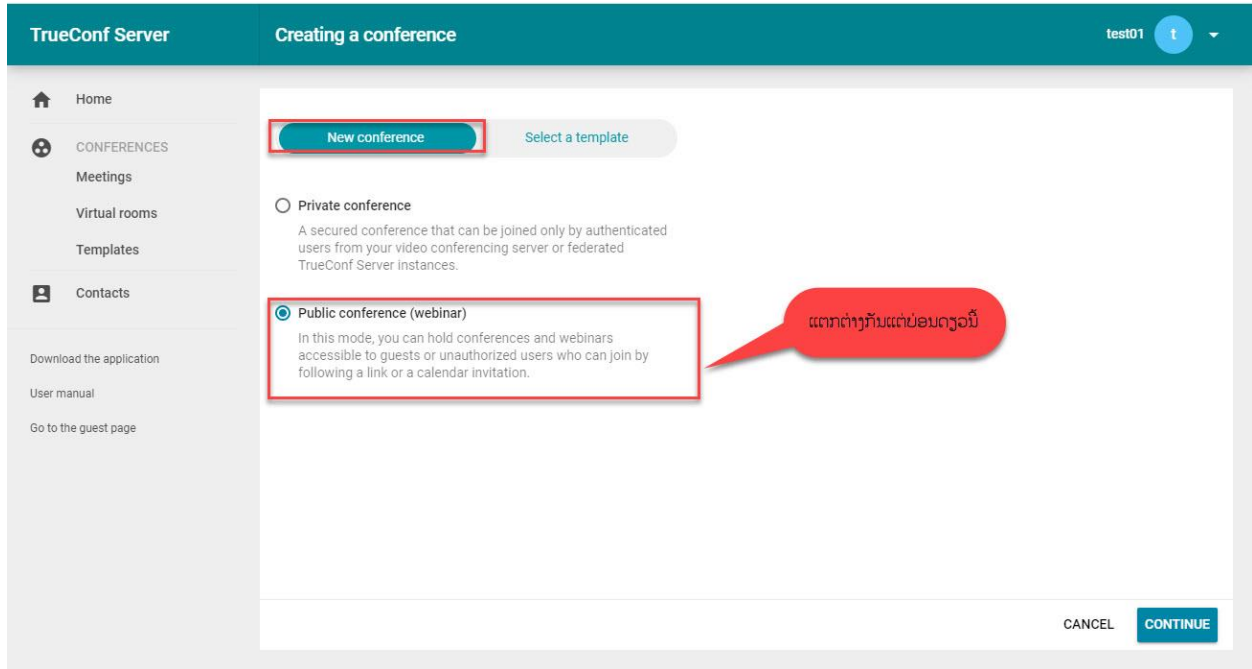 TrueConf Server
Creating a conference
test01
t
Home
CONFERENCES
Meetings
Virtual rooms
Templates
Contacts
Download the application
User manual
Go to the guest page
New conference
Select a template
Private conference
A secured conference that can be joined only by authenticated
users from your video conferencing server or federated
TrueConf Server instances.
Public conference (webinar)
In this mode, you can hold conferences and webinars
accessible to guests or unauthorized users who can join by
following a link or a calendar invitation.
ແຕກຕ່າງກັນແຕ່ບ່ອນດຽວນີ້
CANCEL
CONTINUE